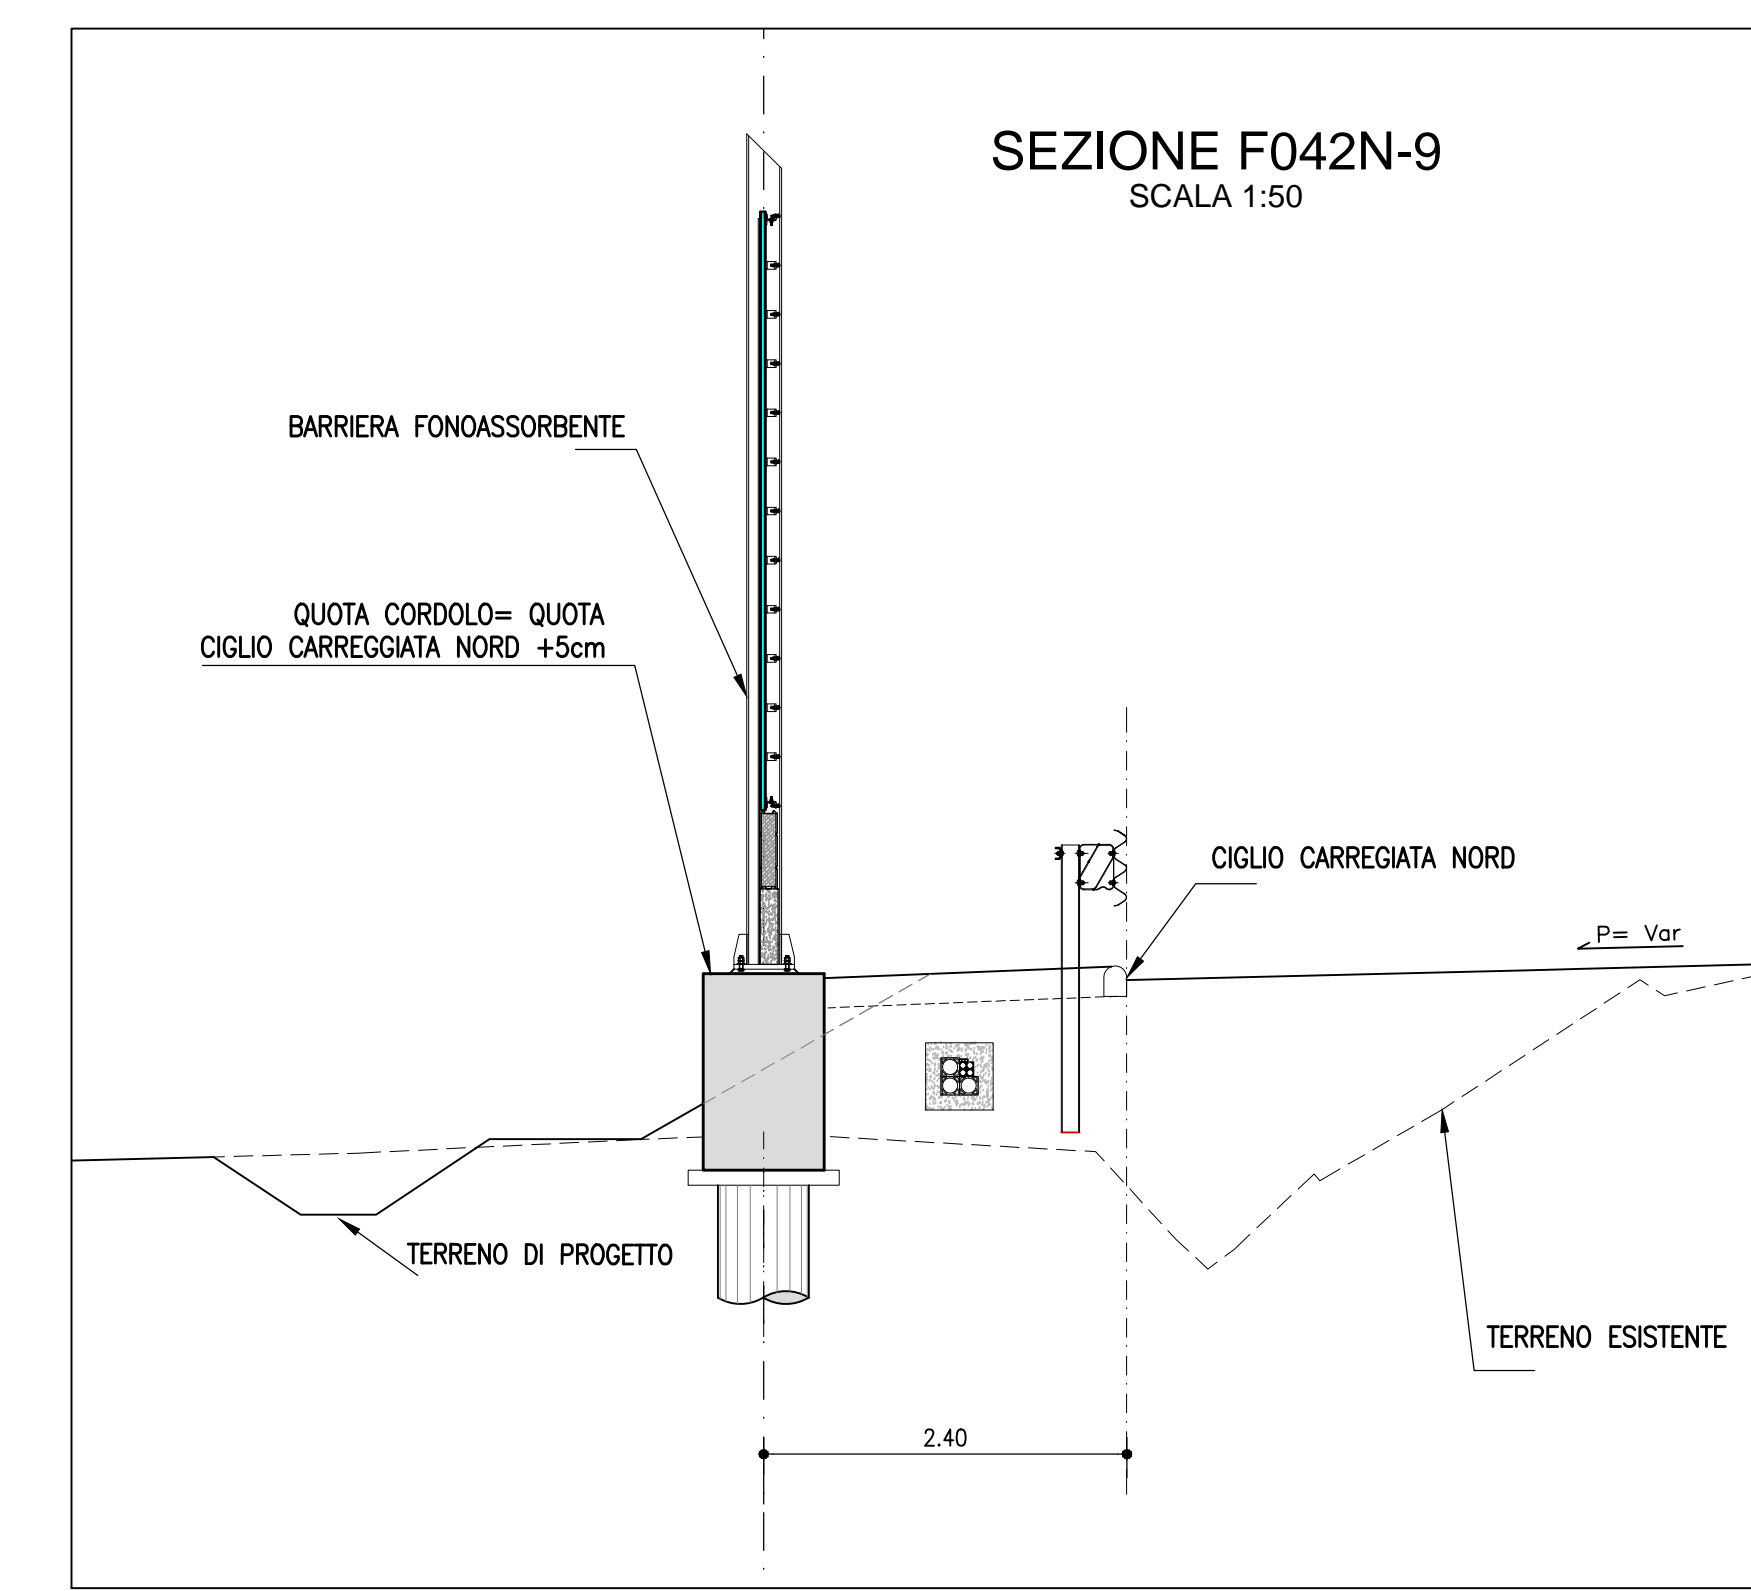 SEZIONE F042N-9
SCALA 1:50
BARRIERA FONOASSORBENTE
QUOTA CORDOLO= QUOTA
CIGLIO CARREGGIATA NORD +5cm
CIGLIO CARREGIATA NORD
P= Var
TERRENO DI PROGETTO
TERRENO ESISTENTE
2.40